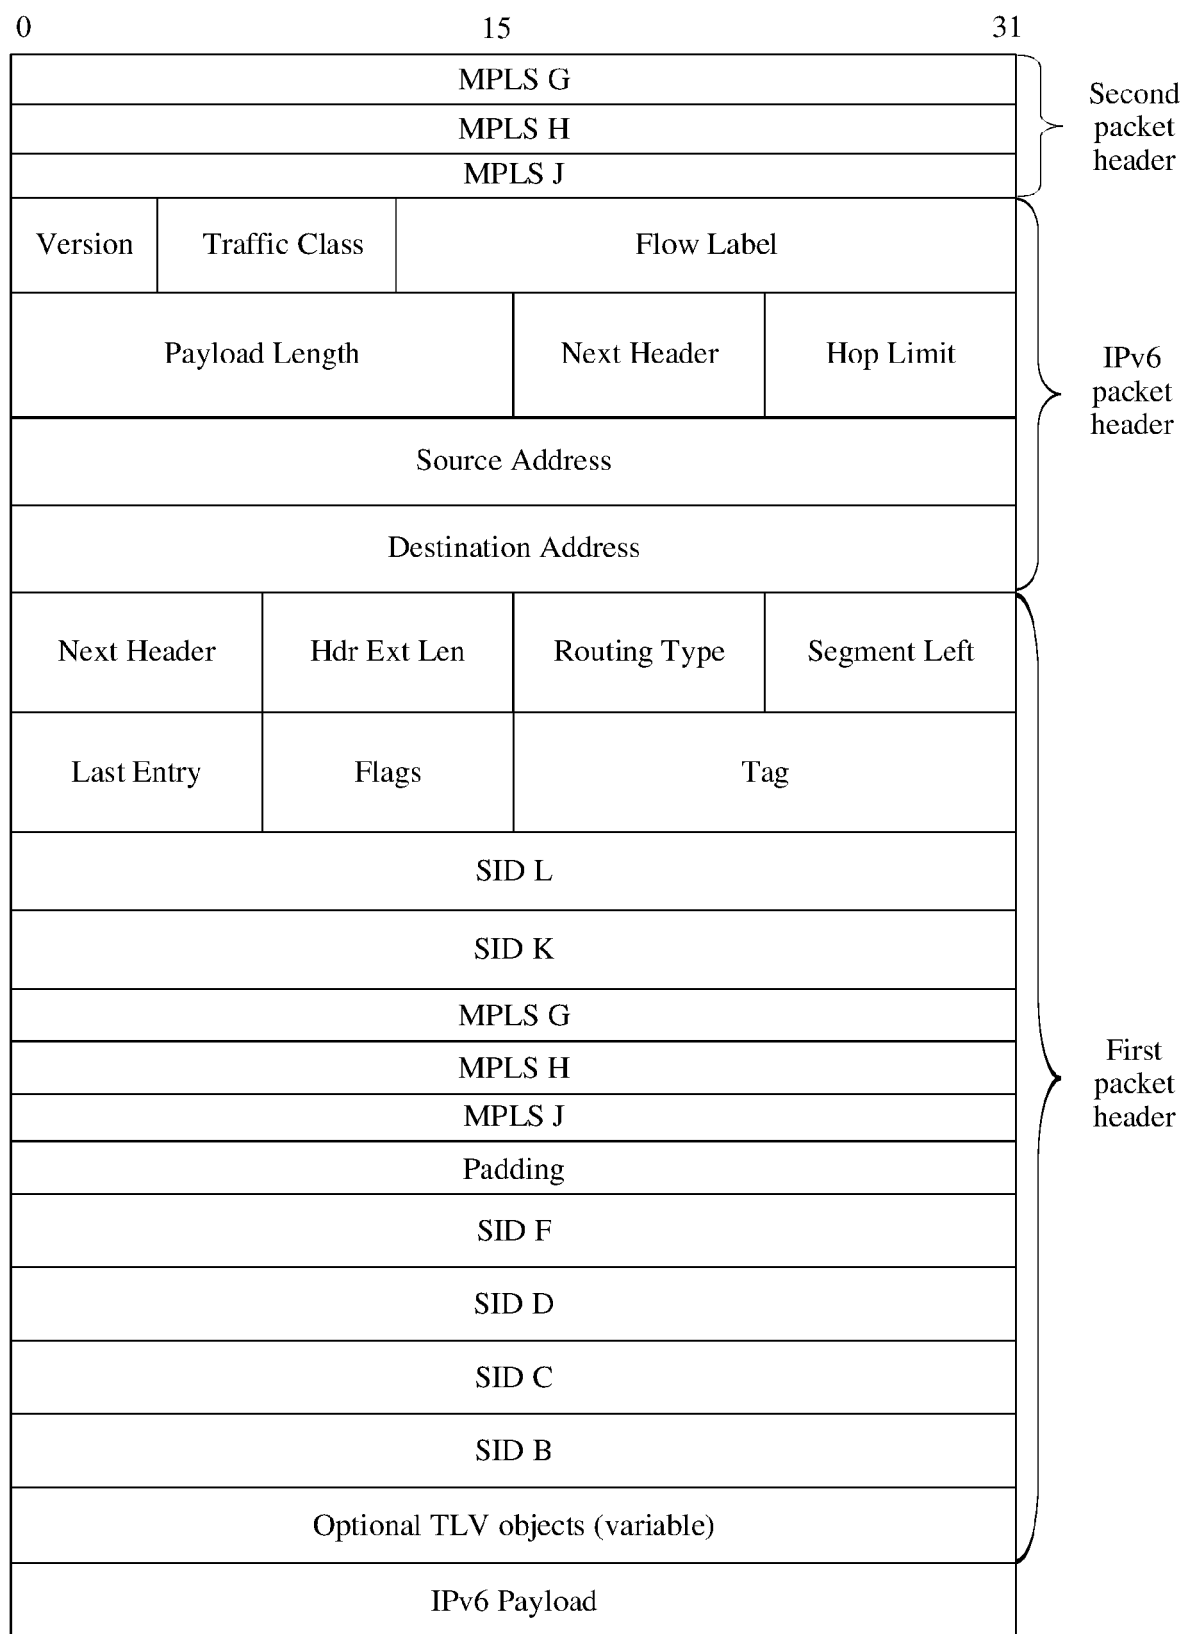 0 15 31
MPLS G
MPLS H
MPLS J
Second
packet
header
Version Traffic Class Flow Label
Payload Length Next Header Hop Limit
Source Address
Destination Address
IPv6
packet
header
Next Header Hdr Ext Len Routing Type Segment Left
Last Entry Flags Tag
SID L
SID K
MPLS G
MPLS H
MPLS J
Padding
SID F
SID D
SID C
SID B
Optional TLV objects (variable)
First
packet
header
IPv6 Payload